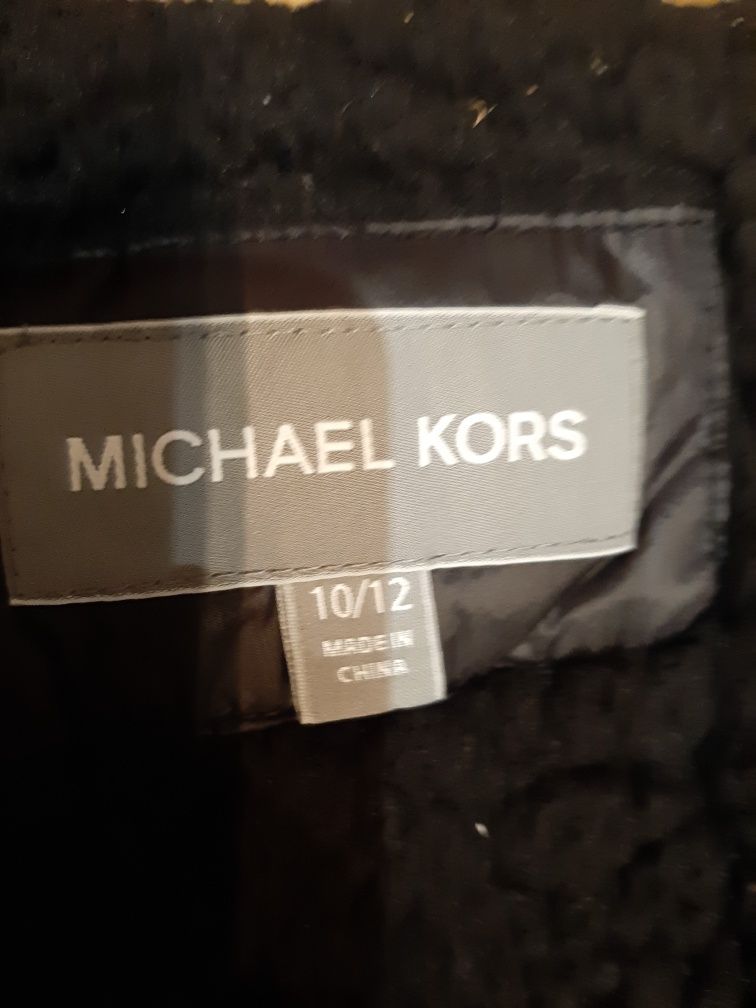 MICHAEL KORS
10/12
MADE IN
CHINA